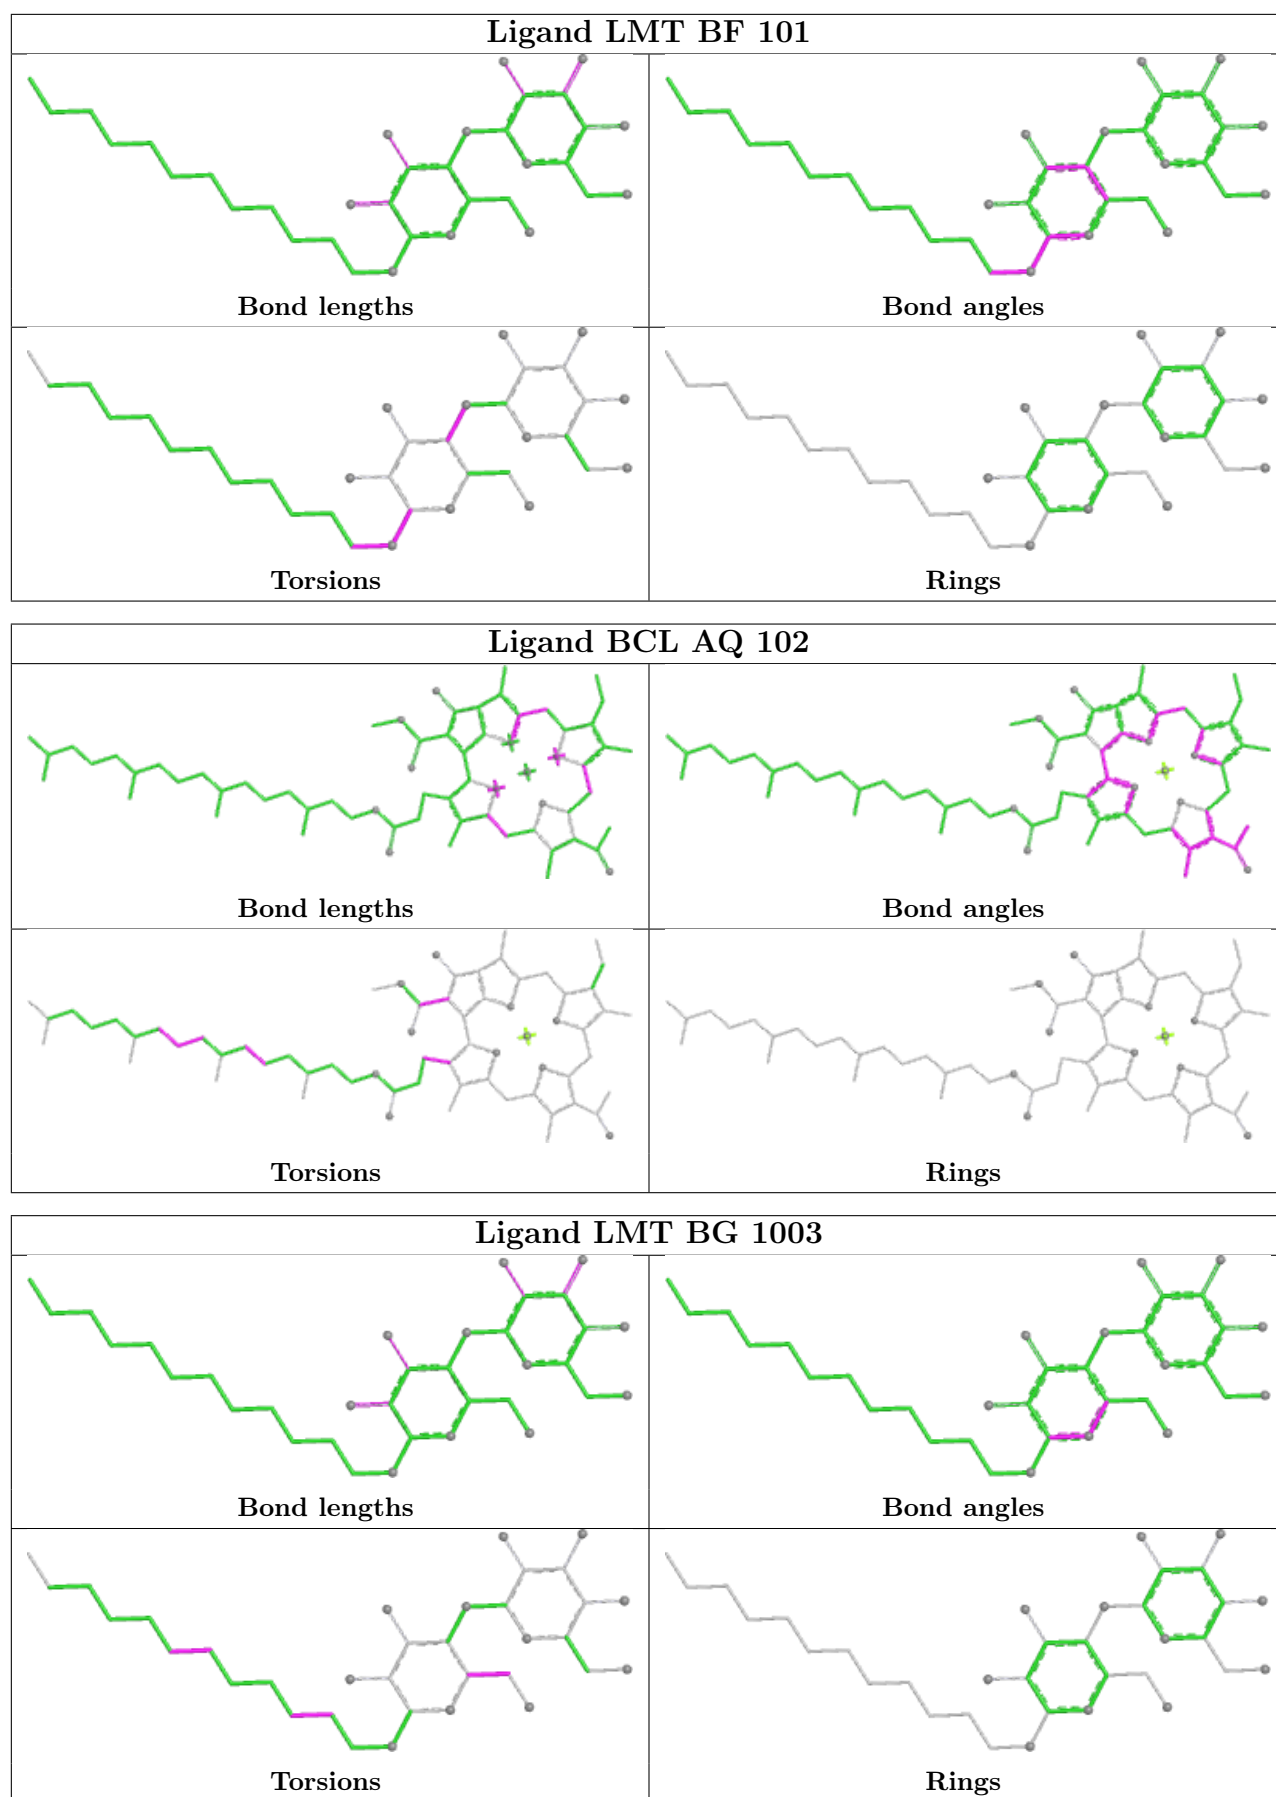 Ligand LMT BF 101
Bond lengths
Bond angles
Torsions
Rings
Ligand BCL AQ 102
Bond lengths
Bond angles
Torsions
Rings
Ligand LMT BG 1003
Bond lengths
Bond angles
Torsions
Rings